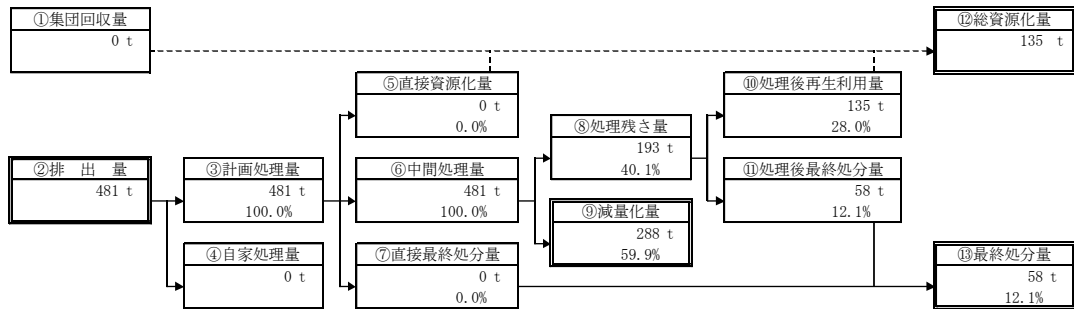 ①集団回収量
0 t
⑫総資源化量
135 t
⑤直接資源化量
0 t
0.0%
⑩処理後再生利用量
135 t
28.0%
⑧処理残さ量
193 t
40.1%
②排 出 量
481 t
③計画処理量
481 t
100.0%
⑥中間処理量
481 t
100.0%
⑪処理後最終処分量
58 t
12.1%
⑨減量化量
288 t
59.9%
④自家処理量
0 t
⑦直接最終処分量
0 t
0.0%
⑬最終処分量
58 t
12.1%